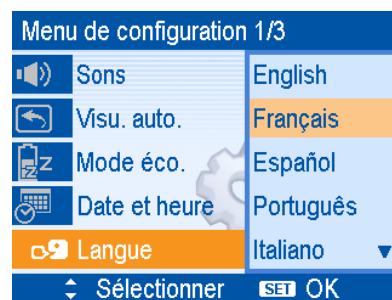 Menu de configuration 1/3
Sons
Visu. auto.
Mode éco.
Date et heure
Langue
English
Français
Español
Português
Italiano
Sélectionner SET OK